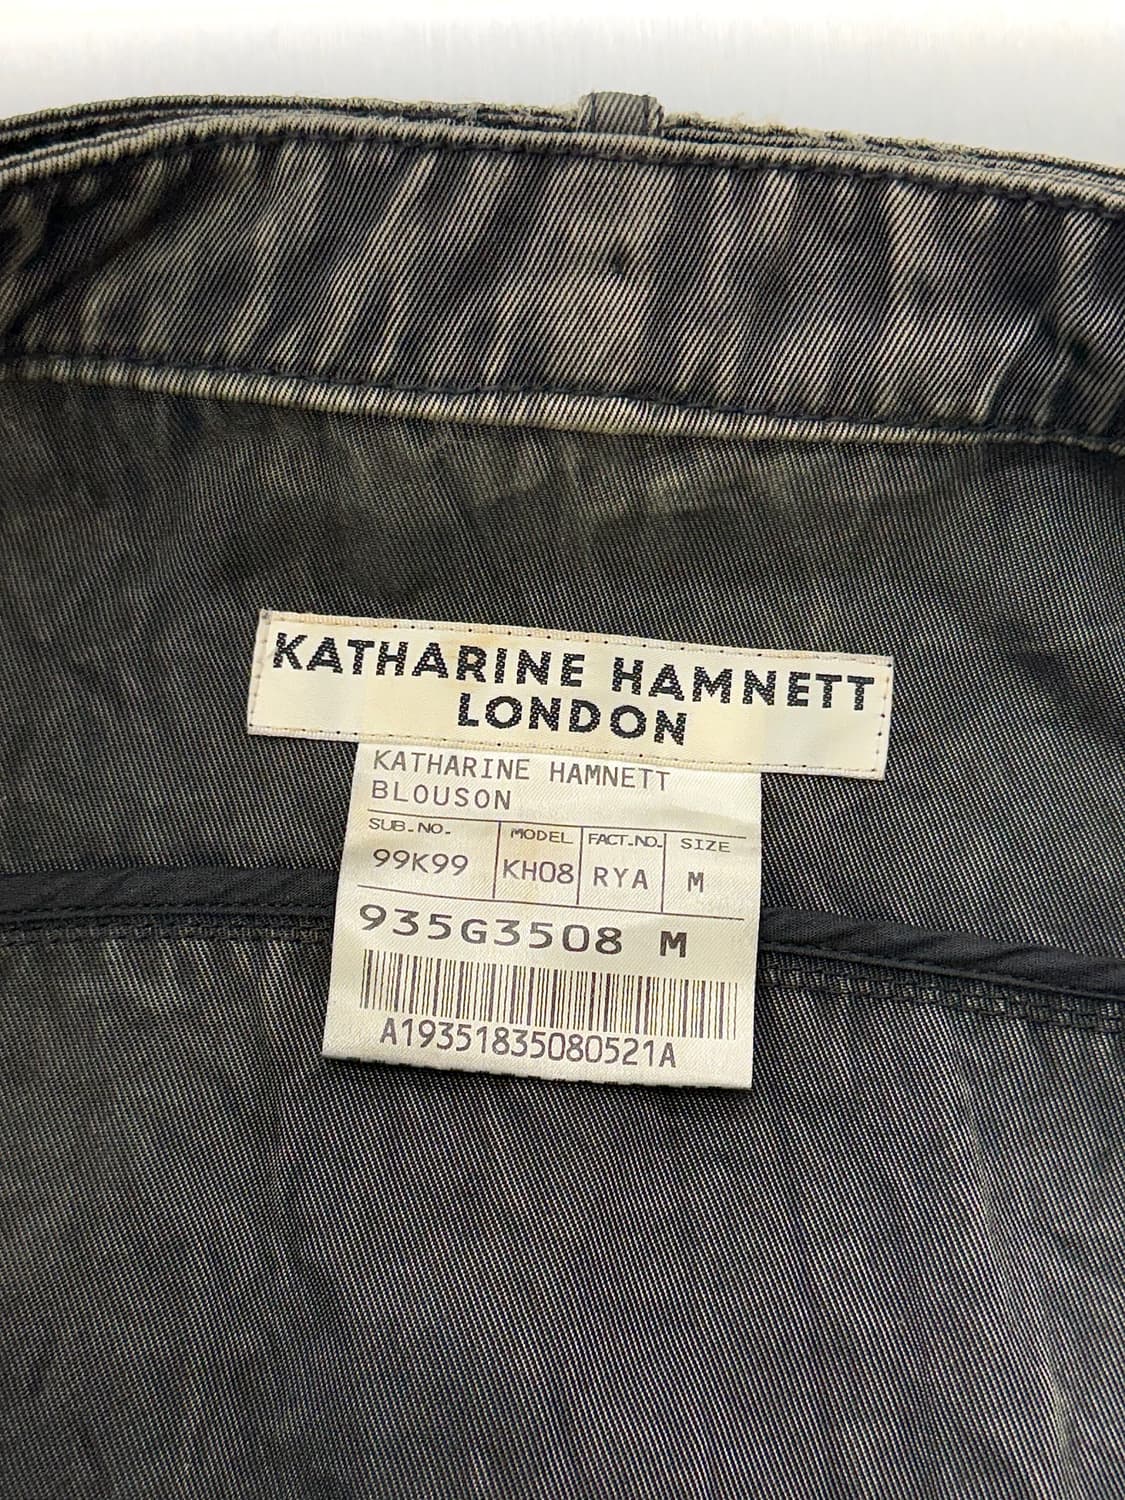 KATHARINE HAMNETT
LONDON
KATHARINE HAMNETT
BLOUSON
SUB.NO. MODEL FACT.NO. SIZE
99K99 KH08 RYA M
935G3508 M
A19351835080521A